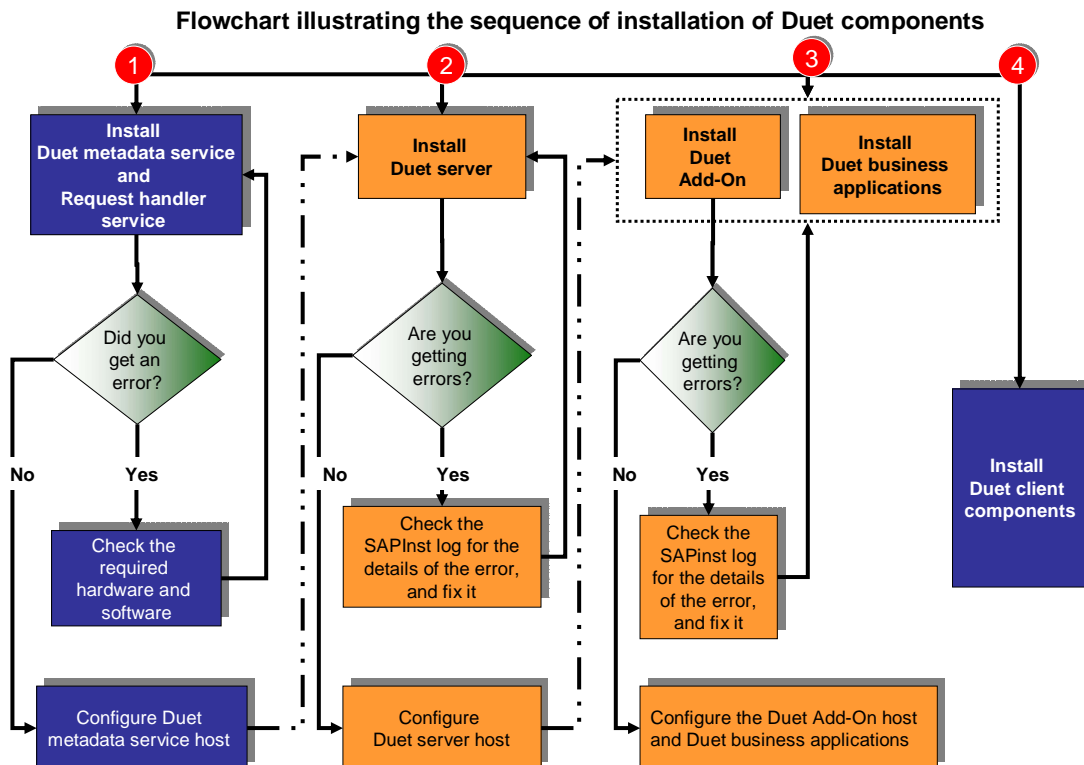 Flowchart illustrating the sequence of installation of Duet components
1
2
3
4
Install
Duet metadata service
and
Request handler
service
Install
Duet server
Install
Duet
Add-On
Install
Duet business
applications
Did you
get an
error?
Are you
getting
errors?
Are you
getting
errors?
No
Yes
No
Yes
No
Yes
Install
Duet client
components
Check the
required
hardware and
software
Check the
SAPInst log for the
details of the error,
and fix it
Check the
SAPinst log
for the details
of the error,
and fix it
Configure Duet
metadata service host
Configure
Duet server host
Configure the Duet Add-On host
and Duet business applications